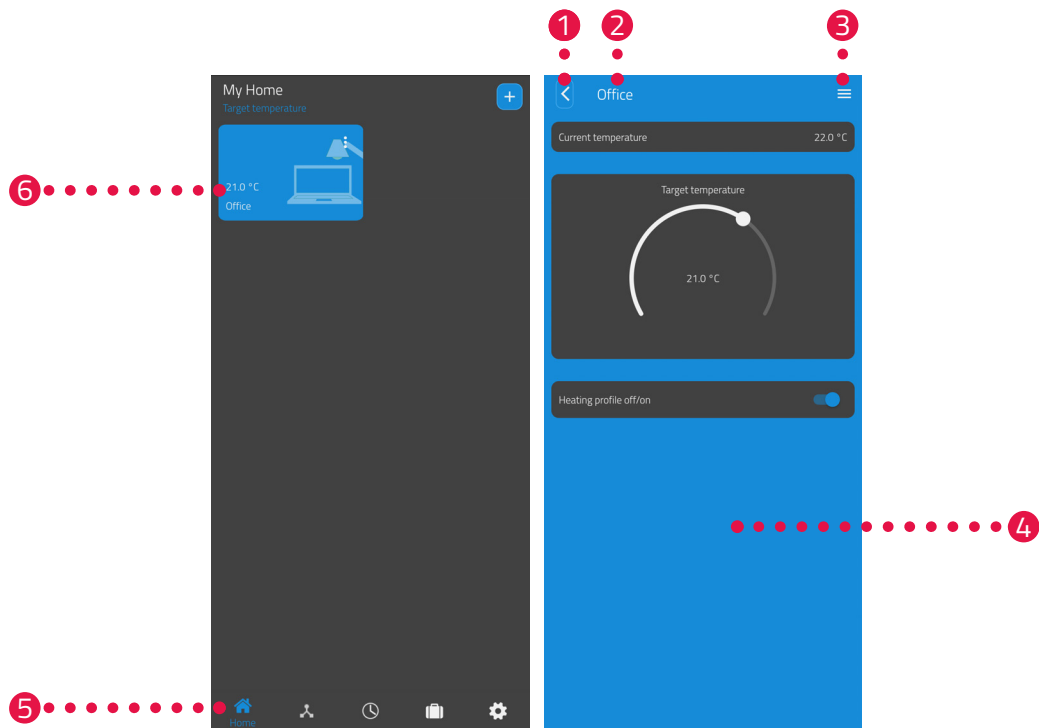 1
2
3
My Home
Target temperature
+
Office
Current temperature
22.0 °C
6
21.0 °C
Office
Target temperature
21.0 °C
Heating profile off/on
4
5
Home